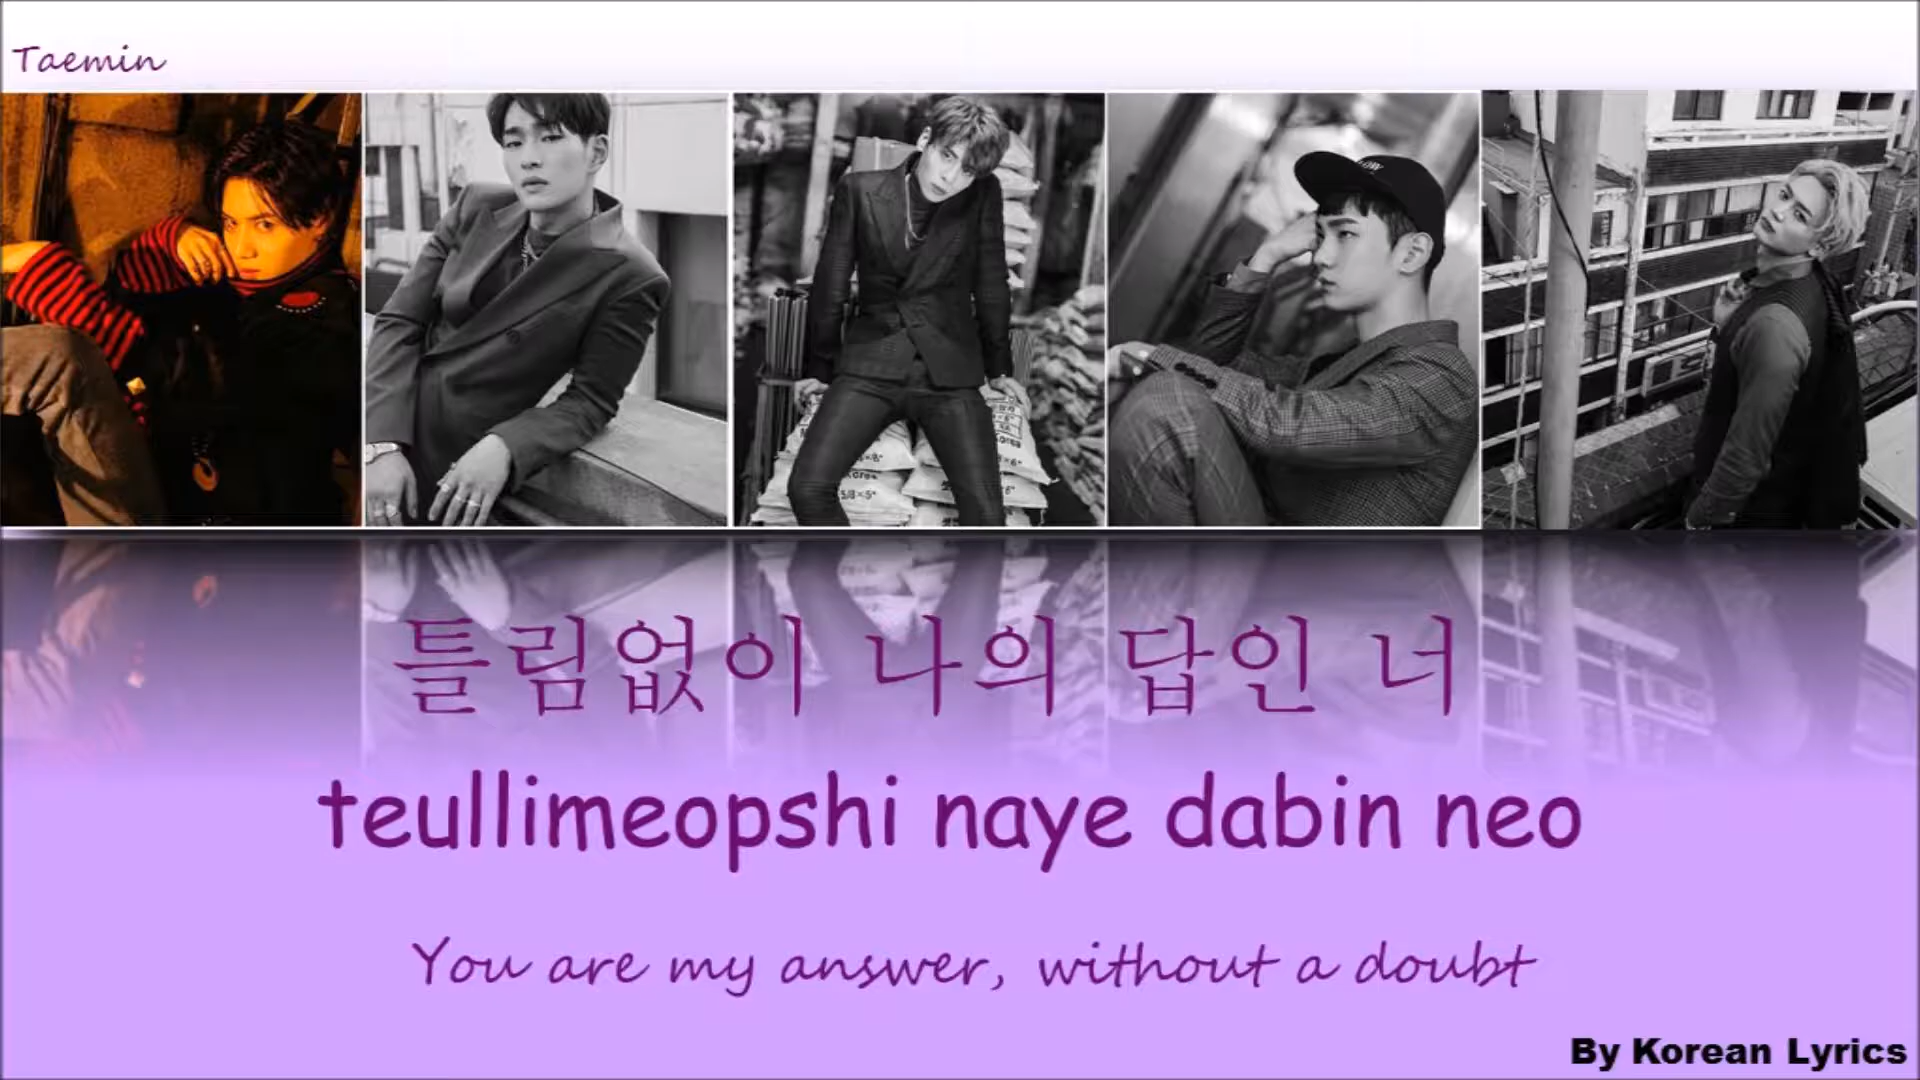 Taemin
틀림없이 나의 답인 너
teullimeopshi naye dabin neo
You are my answer, without a doubt
By Korean Lyrics